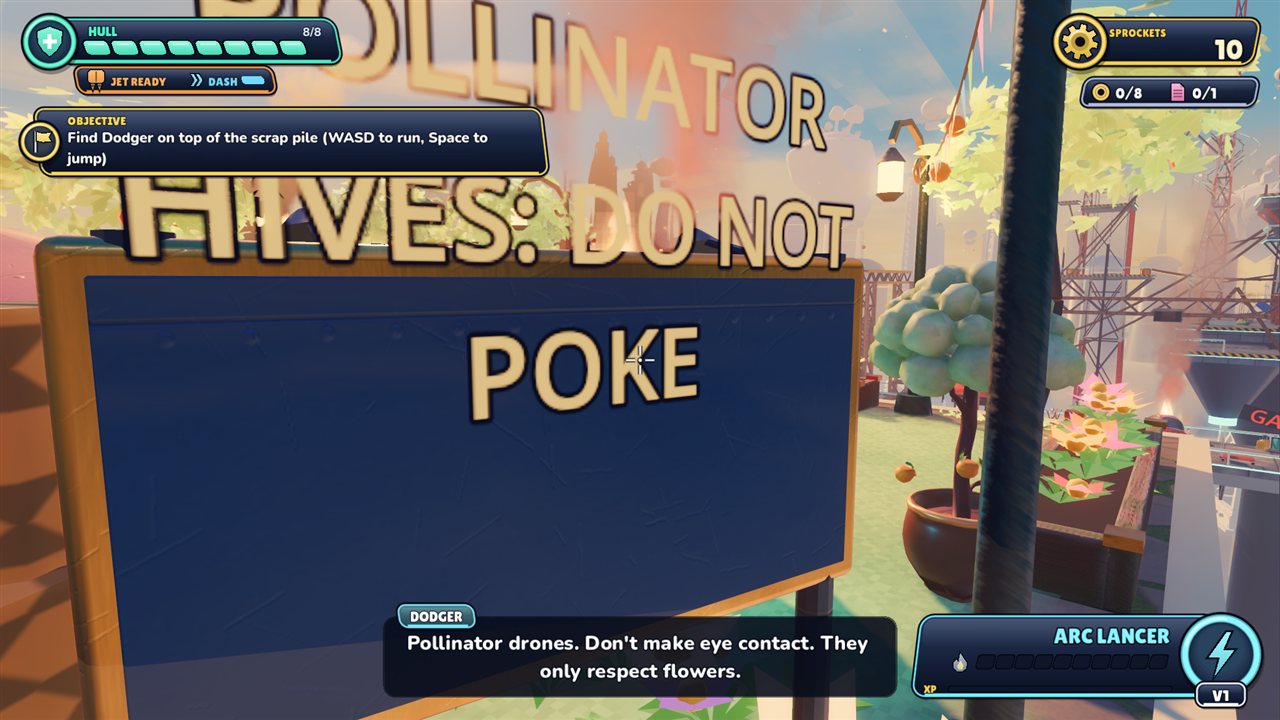 HULL
8/8
JET READY
DASH
OBJECTIVE
Find Dodger on top of the scrap pile (WASD to run, Space to
jump)
SPROCKETS
10
0/8
0/1
POLLINATOR
HIVES: DO NOT
POKE
GA
DODGER
Pollinator drones. Don't make eye contact. They
only respect flowers.
ARC LANCER
XP
V1